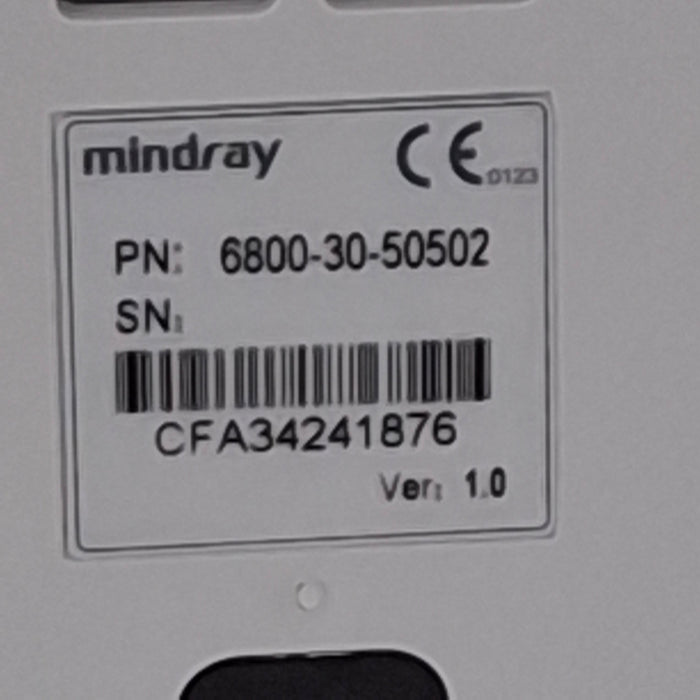 mindray CE 0123
PN: 6800-30-50502
SN:
CFA34241876
Ver: 1.0